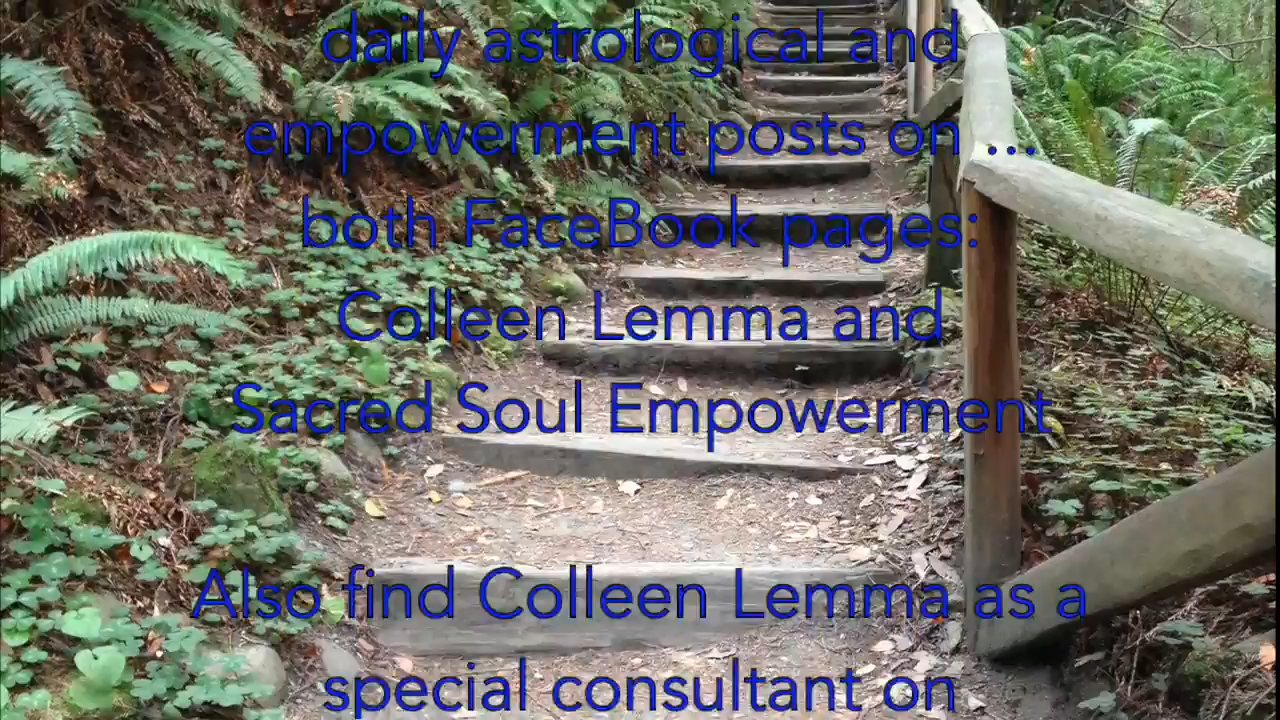 daily astrological and
empowerment posts on ...
both FaceBook pages:
Colleen Lemma and
Sacred Soul Empowerment
Also find Colleen Lemma as a
special consultant on